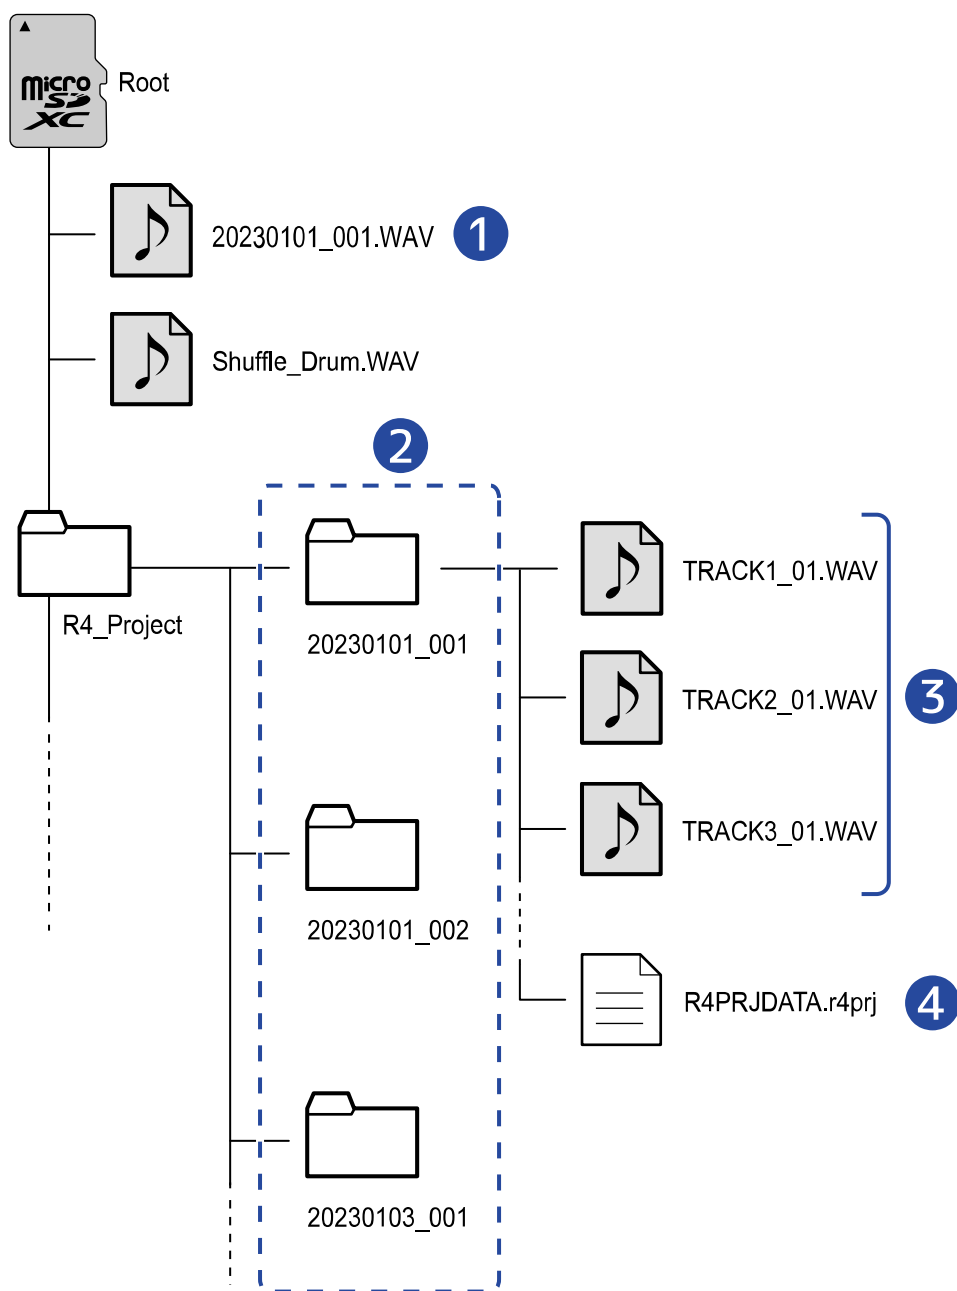 micro
SD
XC
Root
20230101_001.WAV
1
Shuffle_Drum.WAV
2
R4_Project
20230101_001
TRACK1_01.WAV
TRACK2_01.WAV
3
TRACK3_01.WAV
20230101_002
R4PRJDATA.r4prj
4
20230103_001